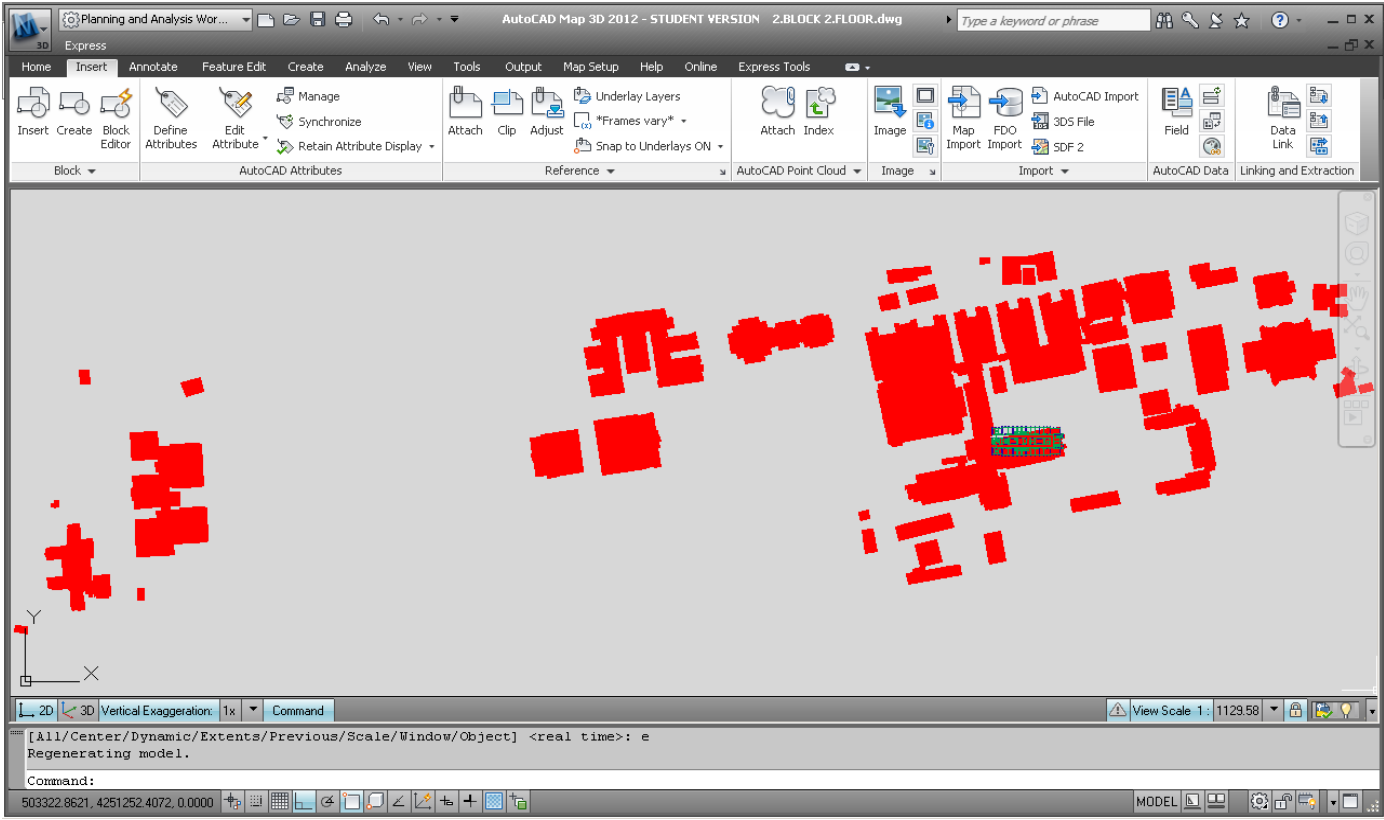 Planning and Analysis Wor... AutoCAD Map 3D 2012 - STUDENT VERSION 2.BLOCK 2.FLOOR.dwg Type a keyword or phrase
3D Express
Home Insert Annotate Feature Edit Create Analyze View Tools Output Map Setup Help Online Express Tools
Insert Create Block Editor Define Attributes Edit Attribute Manage Synchronize Retain Attribute Display
Attach Clip Adjust Underlay Layers *Frames vary* Snap to Underlays ON
Attach Index Image Map Import FDO Import AutoCAD Import 3DS File SDF 2 Field Data Link
Block AutoCAD Attributes Reference AutoCAD Point Cloud Image Import AutoCAD Data Linking and Extraction
Y
X
2D 3D Vertical Exaggeration: 1x Command View Scale 1 : 1129.58
[All/Center/Dynamic/Extents/Previous/Scale/Window/Object] <real time>: e
Regenerating model.
Command:
503322.8621, 4251252.4072, 0.0000 MODEL